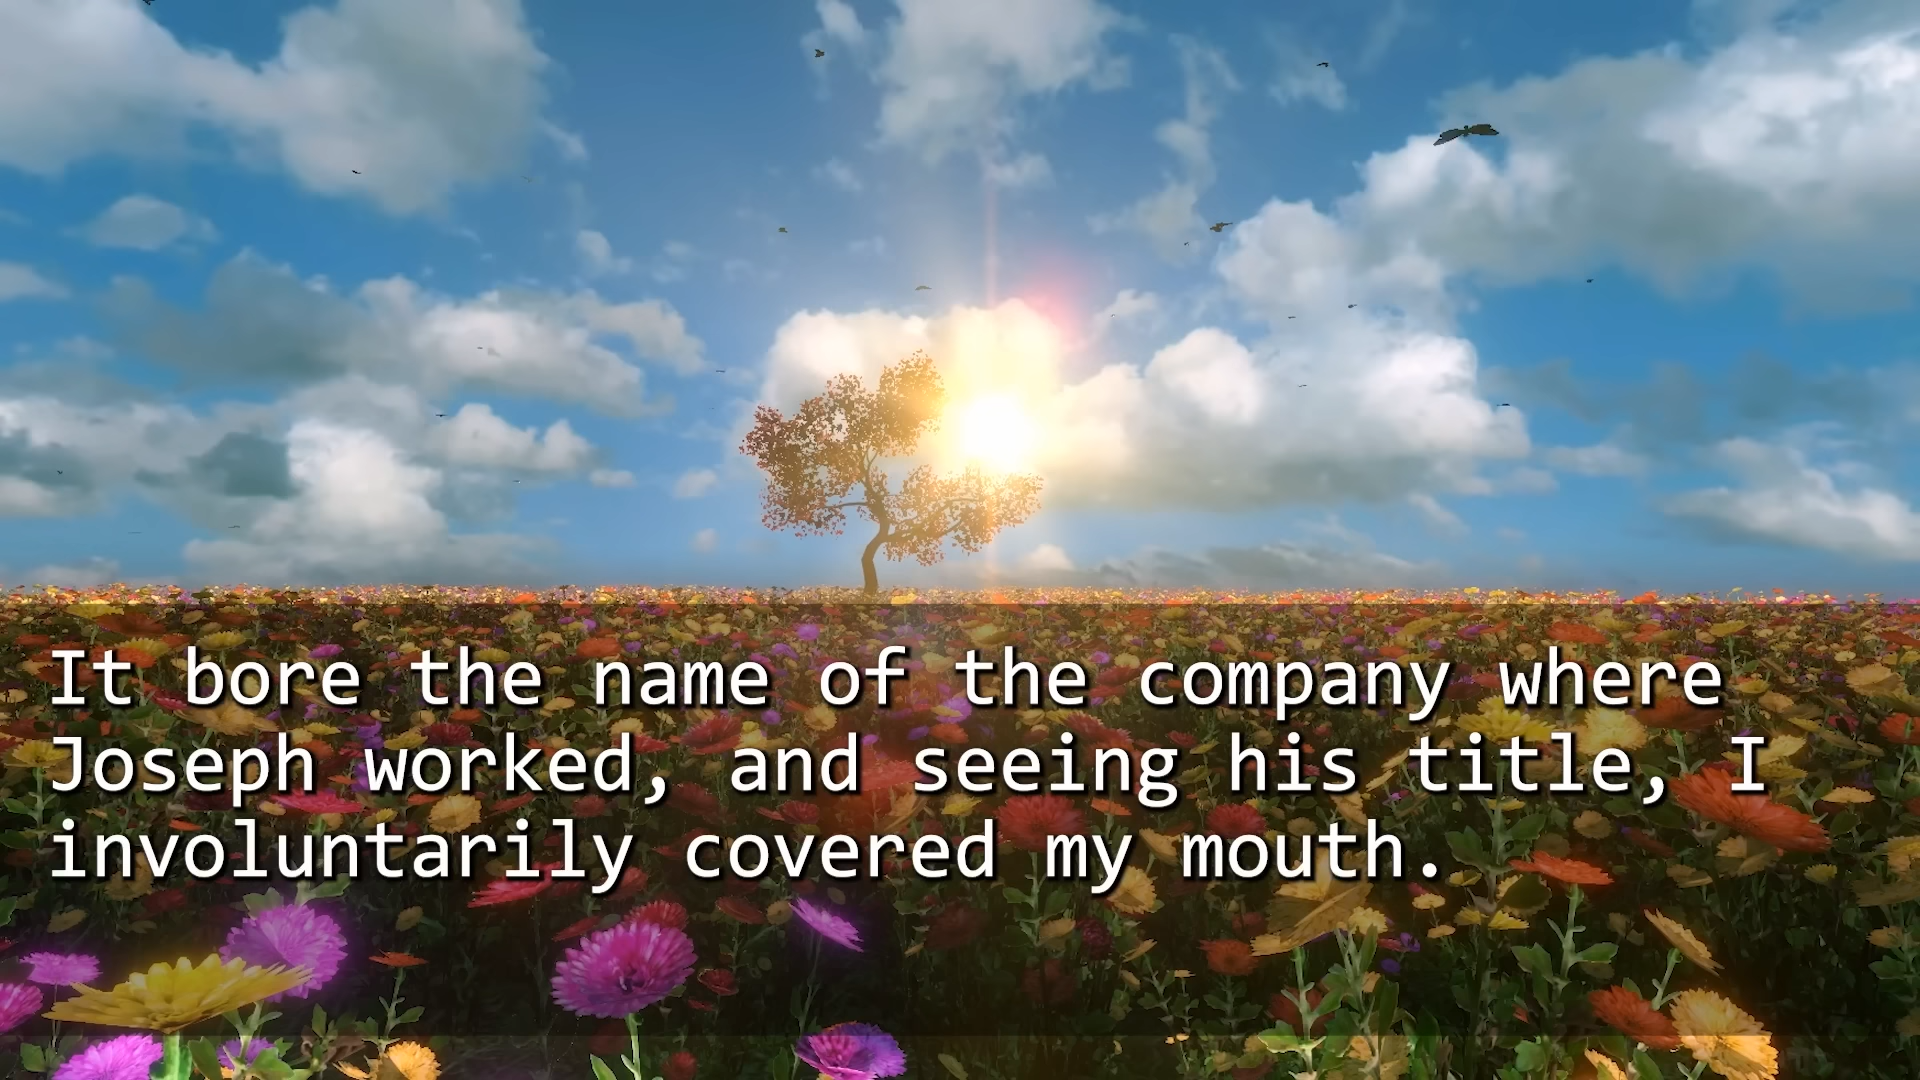 It bore the name of the company where
Joseph worked, and seeing his title, I
involuntarily covered my mouth.